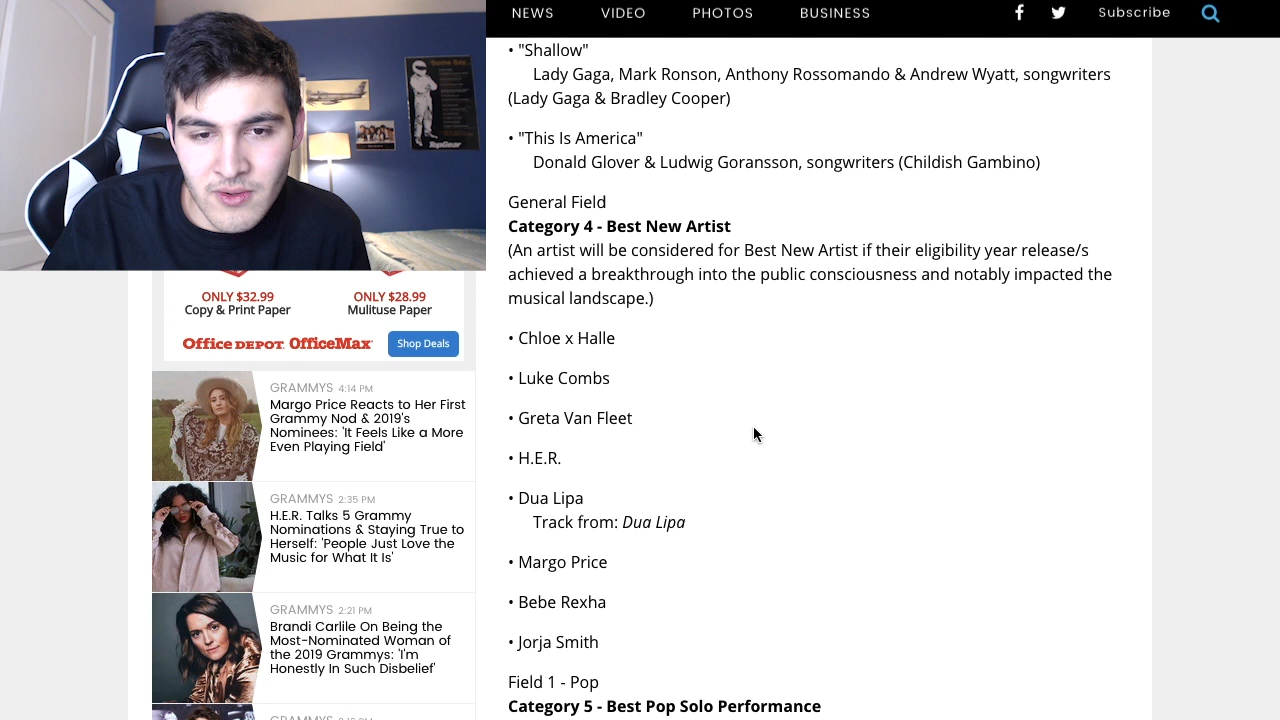 NEWS VIDEO PHOTOS BUSINESS Subscribe
• "Shallow"
Lady Gaga, Mark Ronson, Anthony Rossomando & Andrew Wyatt, songwriters
(Lady Gaga & Bradley Cooper)
• "This Is America"
Donald Glover & Ludwig Goransson, songwriters (Childish Gambino)
General Field
Category 4 - Best New Artist
(An artist will be considered for Best New Artist if their eligibility year release/s
achieved a breakthrough into the public consciousness and notably impacted the
musical landscape.)
• Chloe x Halle
• Luke Combs
• Greta Van Fleet
• H.E.R.
• Dua Lipa
Track from: Dua Lipa
• Margo Price
• Bebe Rexha
• Jorja Smith
Field 1 - Pop
Category 5 - Best Pop Solo Performance
TopGear
ONLY $32.99
Copy & Print Paper
ONLY $28.99
Mulituse Paper
Office DEPOT OfficeMax
Shop Deals
GRAMMYS 4:14 PM
Margo Price Reacts to Her First
Grammy Nod & 2019's
Nominees: 'It Feels Like a More
Even Playing Field'
GRAMMYS 2:35 PM
H.E.R. Talks 5 Grammy
Nominations & Staying True to
Herself: 'People Just Love the
Music for What It Is'
GRAMMYS 2:21 PM
Brandi Carlile On Being the
Most-Nominated Woman of
the 2019 Grammys: 'I'm
Honestly In Such Disbelief'